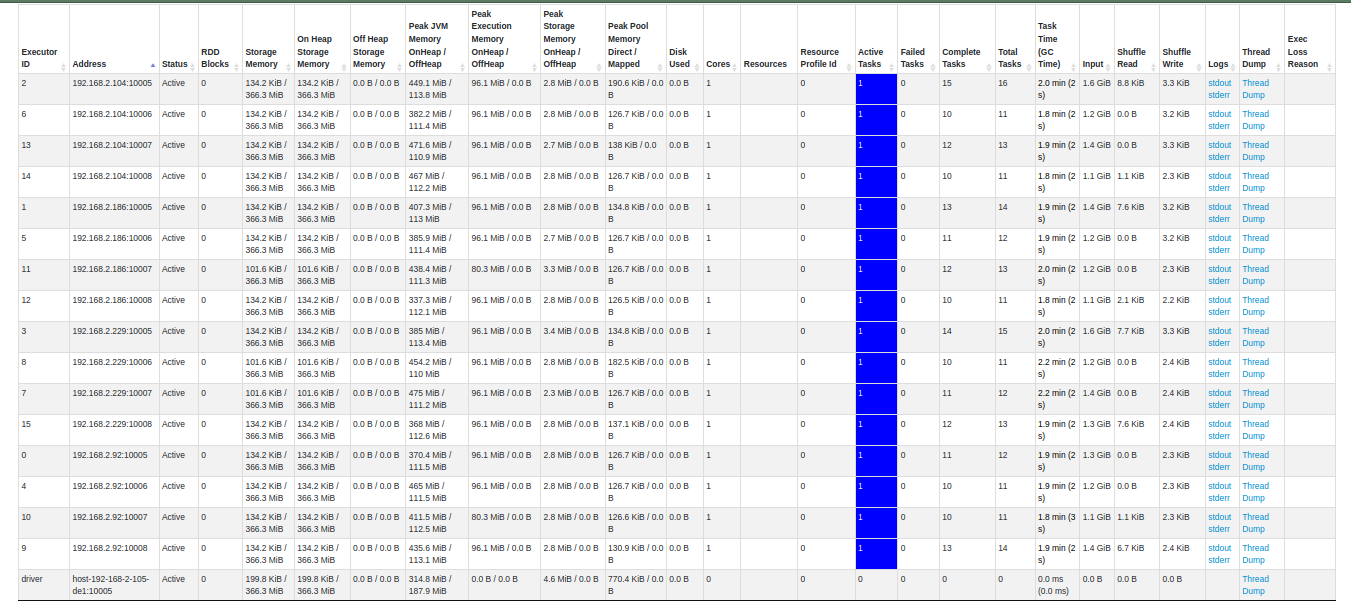 Executor ID Address Status RDD Blocks Storage Memory On Heap Storage Memory Off Heap Storage Memory Peak JVM Memory OnHeap / OffHeap Peak Execution Memory OnHeap / OffHeap Peak Storage Memory OnHeap / OffHeap Peak Pool Memory Direct / Mapped Disk Used Cores Resources Resource Profile Id Active Tasks Failed Tasks Complete Tasks Total Tasks Task Time (GC Time) Input Shuffle Read Shuffle Write Logs Thread Dump Exec Loss Reason
2 192.168.2.104:10005 Active 0 134.2 KiB / 134.2 KiB / 0.0 B / 0.0 B 449.1 MiB / 96.1 MiB / 0.0 B 2.8 MiB / 0.0 B 190.6 KiB / 0.0 0.0 B 1 0 1 0 15 16 2.0 min (2 1.6 GiB 8.8 KiB 3.3 KiB stdout Thread
366.3 MiB 366.3 MiB 113.8 MiB B s) stderr Dump
6 192.168.2.104:10006 Active 0 134.2 KiB / 134.2 KiB / 0.0 B / 0.0 B 382.2 MiB / 96.1 MiB / 0.0 B 2.8 MiB / 0.0 B 126.7 KiB / 0.0 0.0 B 1 0 1 0 10 11 1.8 min (2 1.2 GiB 0.0 B 3.2 KiB stdout Thread
366.3 MiB 366.3 MiB 111.4 MiB B s) stderr Dump
13 192.168.2.104:10007 Active 0 134.2 KiB / 134.2 KiB / 0.0 B / 0.0 B 471.6 MiB / 96.1 MiB / 0.0 B 2.7 MiB / 0.0 B 138 KiB / 0.0 0.0 B 1 0 1 0 12 13 1.9 min (2 1.4 GiB 0.0 B 3.3 KiB stdout Thread
366.3 MiB 366.3 MiB 110.9 MiB B s) stderr Dump
14 192.168.2.104:10008 Active 0 134.2 KiB / 134.2 KiB / 0.0 B / 0.0 B 467 MiB / 96.1 MiB / 0.0 B 2.8 MiB / 0.0 B 126.7 KiB / 0.0 0.0 B 1 0 1 0 10 11 1.8 min (2 1.1 GiB 1.1 KiB 2.3 KiB stdout Thread
366.3 MiB 366.3 MiB 112.2 MiB B s) stderr Dump
1 192.168.2.186:10005 Active 0 134.2 KiB / 134.2 KiB / 0.0 B / 0.0 B 407.3 MiB / 96.1 MiB / 0.0 B 2.8 MiB / 0.0 B 134.8 KiB / 0.0 0.0 B 1 0 1 0 13 14 1.9 min (2 1.4 GiB 7.6 KiB 3.2 KiB stdout Thread
366.3 MiB 366.3 MiB 113 MiB B s) stderr Dump
5 192.168.2.186:10006 Active 0 134.2 KiB / 134.2 KiB / 0.0 B / 0.0 B 385.9 MiB / 96.1 MiB / 0.0 B 2.7 MiB / 0.0 B 126.7 KiB / 0.0 0.0 B 1 0 1 0 11 12 1.9 min (2 1.2 GiB 0.0 B 3.2 KiB stdout Thread
366.3 MiB 366.3 MiB 111.4 MiB B s) stderr Dump
11 192.168.2.186:10007 Active 0 101.6 KiB / 101.6 KiB / 0.0 B / 0.0 B 438.4 MiB / 80.3 MiB / 0.0 B 3.3 MiB / 0.0 B 126.7 KiB / 0.0 0.0 B 1 0 1 0 12 13 2.0 min (2 1.2 GiB 0.0 B 2.3 KiB stdout Thread
366.3 MiB 366.3 MiB 111.3 MiB B s) stderr Dump
12 192.168.2.186:10008 Active 0 134.2 KiB / 134.2 KiB / 0.0 B / 0.0 B 337.3 MiB / 96.1 MiB / 0.0 B 2.8 MiB / 0.0 B 126.5 KiB / 0.0 0.0 B 1 0 1 0 10 11 1.8 min (2 1.1 GiB 2.1 KiB 2.3 KiB stdout Thread
366.3 MiB 366.3 MiB 112.1 MiB B s) stderr Dump
3 192.168.2.229:10005 Active 0 134.2 KiB / 134.2 KiB / 0.0 B / 0.0 B 385 MiB / 96.1 MiB / 0.0 B 3.4 MiB / 0.0 B 134.8 KiB / 0.0 0.0 B 1 0 1 0 14 15 2.0 min (2 1.6 GiB 7.7 KiB 3.3 KiB stdout Thread
366.3 MiB 366.3 MiB 113.4 MiB B s) stderr Dump
8 192.168.2.229:10006 Active 0 101.6 KiB / 101.6 KiB / 0.0 B / 0.0 B 454.2 MiB / 96.1 MiB / 0.0 B 2.8 MiB / 0.0 B 182.5 KiB / 0.0 0.0 B 1 0 1 0 10 11 2.2 min (2 1.2 GiB 0.0 B 2.4 KiB stdout Thread
366.3 MiB 366.3 MiB 110 MiB B s) stderr Dump
7 192.168.2.229:10007 Active 0 101.6 KiB / 101.6 KiB / 0.0 B / 0.0 B 475 MiB / 96.1 MiB / 0.0 B 2.3 MiB / 0.0 B 126.7 KiB / 0.0 0.0 B 1 0 1 0 11 12 2.2 min (2 1.4 GiB 0.0 B 2.4 KiB stdout Thread
366.3 MiB 366.3 MiB 111.2 MiB B s) stderr Dump
15 192.168.2.229:10008 Active 0 134.2 KiB / 134.2 KiB / 0.0 B / 0.0 B 368 MiB / 96.1 MiB / 0.0 B 2.8 MiB / 0.0 B 137.1 KiB / 0.0 0.0 B 1 0 1 0 12 13 1.9 min (2 1.3 GiB 7.6 KiB 2.4 KiB stdout Thread
366.3 MiB 366.3 MiB 112.6 MiB B s) stderr Dump
0 192.168.2.92:10005 Active 0 134.2 KiB / 134.2 KiB / 0.0 B / 0.0 B 370.4 MiB / 96.1 MiB / 0.0 B 2.8 MiB / 0.0 B 126.7 KiB / 0.0 0.0 B 1 0 1 0 11 12 1.9 min (2 1.3 GiB 0.0 B 2.3 KiB stdout Thread
366.3 MiB 366.3 MiB 111.5 MiB B s) stderr Dump
4 192.168.2.92:10006 Active 0 134.2 KiB / 134.2 KiB / 0.0 B / 0.0 B 465 MiB / 96.1 MiB / 0.0 B 2.8 MiB / 0.0 B 126.7 KiB / 0.0 0.0 B 1 0 1 0 10 11 1.9 min (2 1.2 GiB 0.0 B 2.3 KiB stdout Thread
366.3 MiB 366.3 MiB 111.5 MiB B s) stderr Dump
10 192.168.2.92:10007 Active 0 134.2 KiB / 134.2 KiB / 0.0 B / 0.0 B 411.5 MiB / 80.3 MiB / 0.0 B 2.8 MiB / 0.0 B 126.6 KiB / 0.0 0.0 B 1 0 1 0 10 11 1.8 min (3 1.1 GiB 1.1 KiB 2.3 KiB stdout Thread
366.3 MiB 366.3 MiB 112.5 MiB B s) stderr Dump
9 192.168.2.92:10008 Active 0 134.2 KiB / 134.2 KiB / 0.0 B / 0.0 B 435.6 MiB / 96.1 MiB / 0.0 B 2.8 MiB / 0.0 B 130.9 KiB / 0.0 0.0 B 1 0 1 0 13 14 1.9 min (2 1.4 GiB 6.7 KiB 2.4 KiB stdout Thread
366.3 MiB 366.3 MiB 113.1 MiB B s) stderr Dump
driver host-192-168-2-105- Active 0 199.8 KiB / 199.8 KiB / 0.0 B / 0.0 B 314.8 MiB / 0.0 B / 0.0 B 4.6 MiB / 0.0 B 770.4 KiB / 0.0 0.0 B 0 0 0 0 0 0 0.0 ms 0.0 B 0.0 B 0.0 B Thread
de1:10005 366.3 MiB 366.3 MiB 187.9 MiB B (0.0 ms) Dump